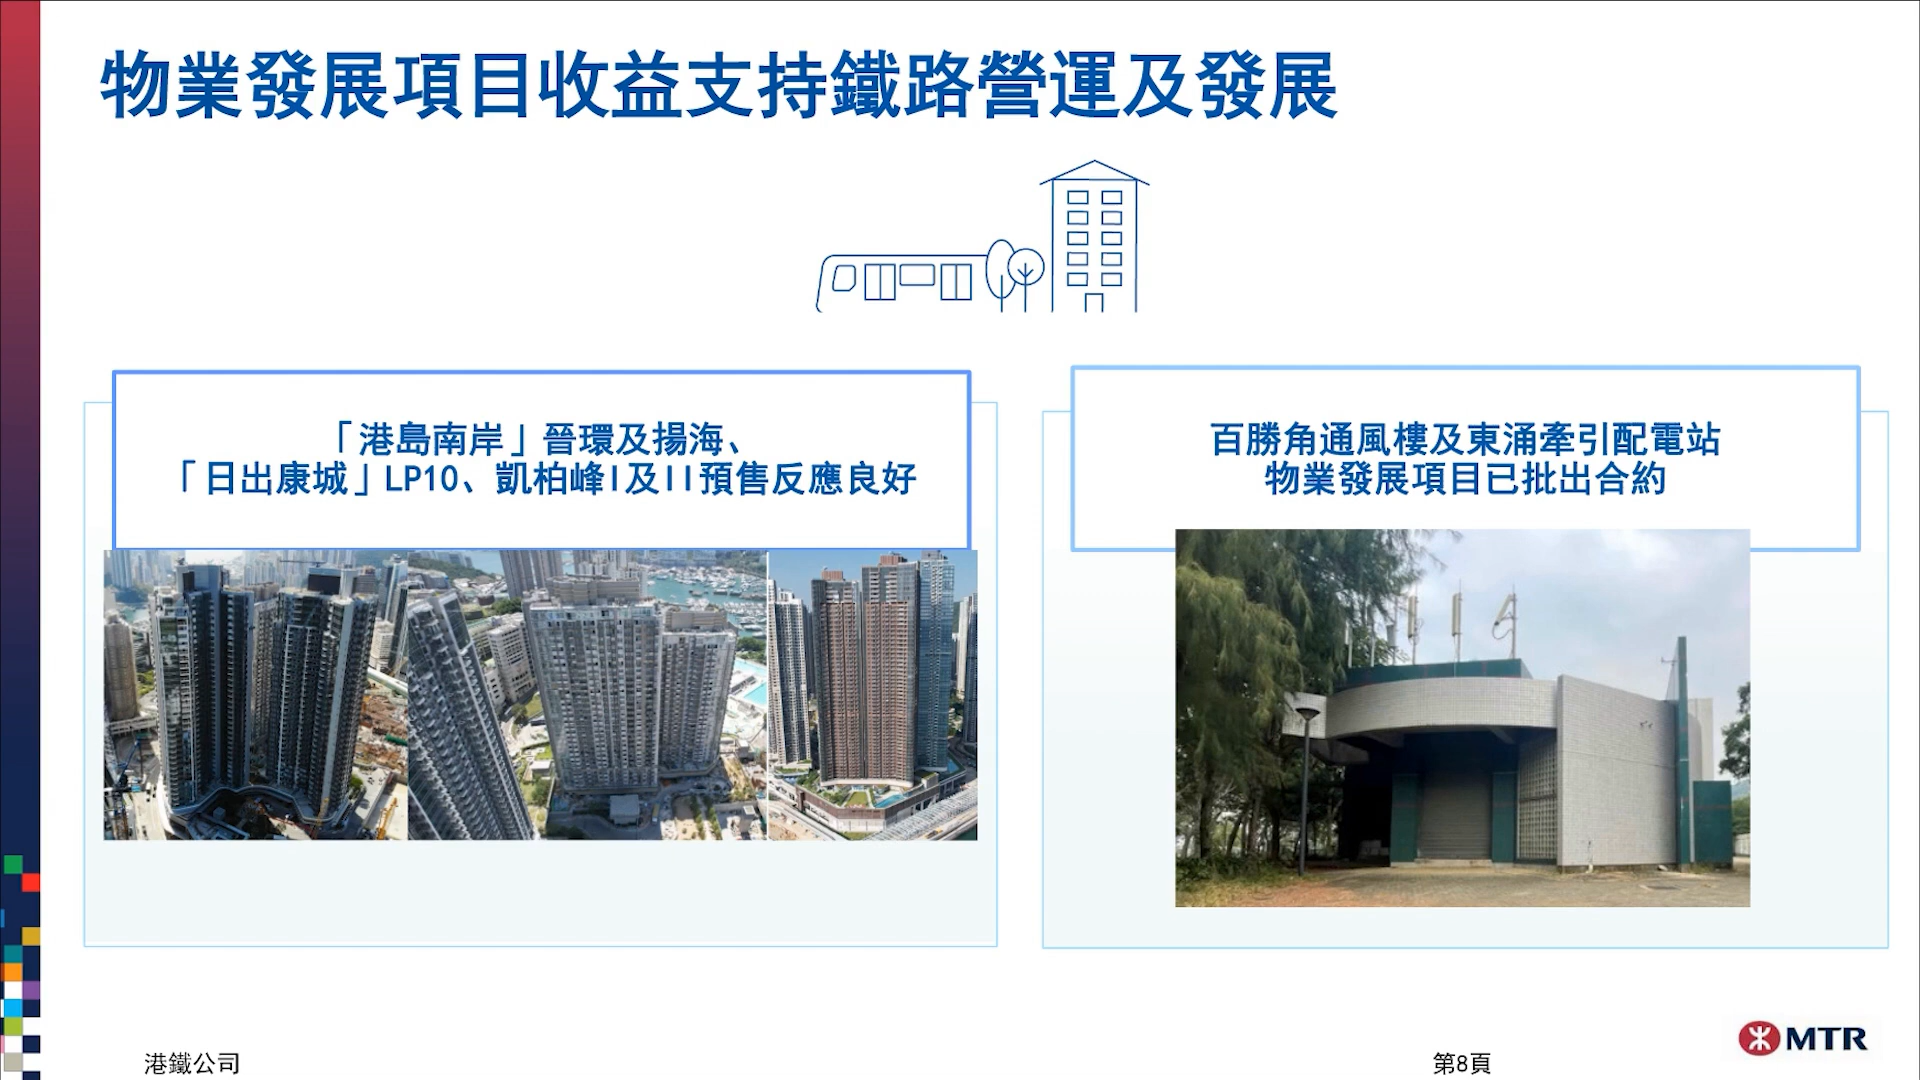 物業發展項目收益支持鐵路營運及發展
「港島南岸」晉環及揚海、
「日出康城」LP10、凱柏峰I及II預售反應良好
百勝角通風樓及東涌牽引配電站
物業發展項目已批出合約
港鐵公司
第8頁
MTR